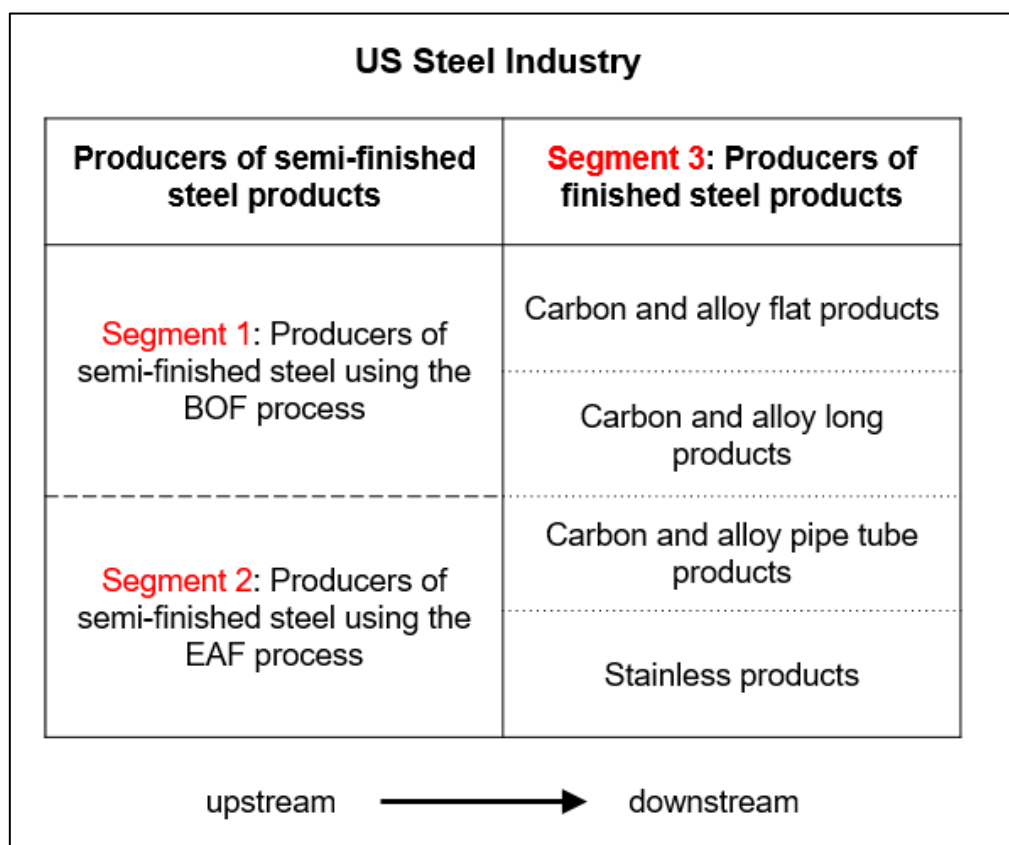 US Steel Industry
Producers of semi-finished
steel products
Segment 3: Producers of
finished steel products
Segment 1: Producers of
semi-finished steel using the
BOF process
Segment 2: Producers of
semi-finished steel using the
EAF process
Carbon and alloy flat products
Carbon and alloy long
products
Carbon and alloy pipe tube
products
Stainless products
upstream
downstream